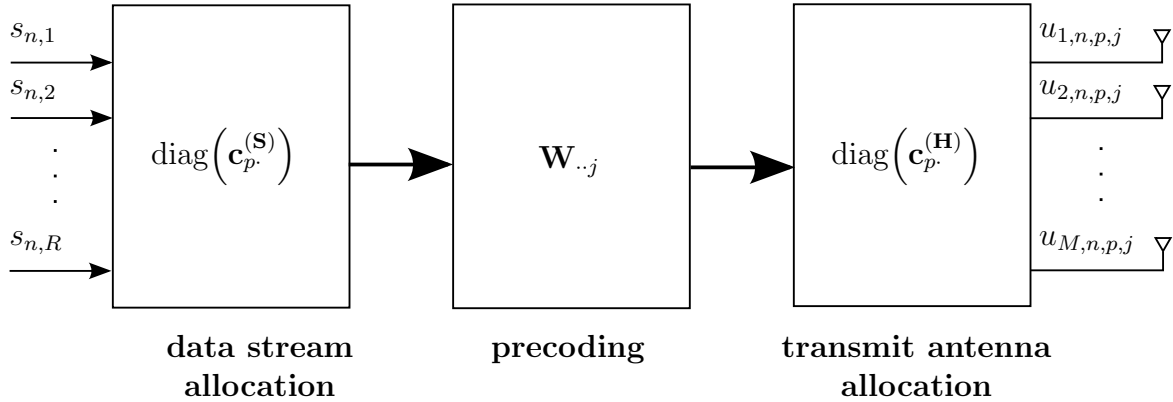 s_{n,1}
s_{n,2}
s_{n,R}
diag(c_{p·}^{(S)})
W_{··j}
diag(c_{p·}^{(H)})
u_{1,n,p,j}
u_{2,n,p,j}
u_{M,n,p,j}
data stream
allocation
precoding
transmit antenna
allocation